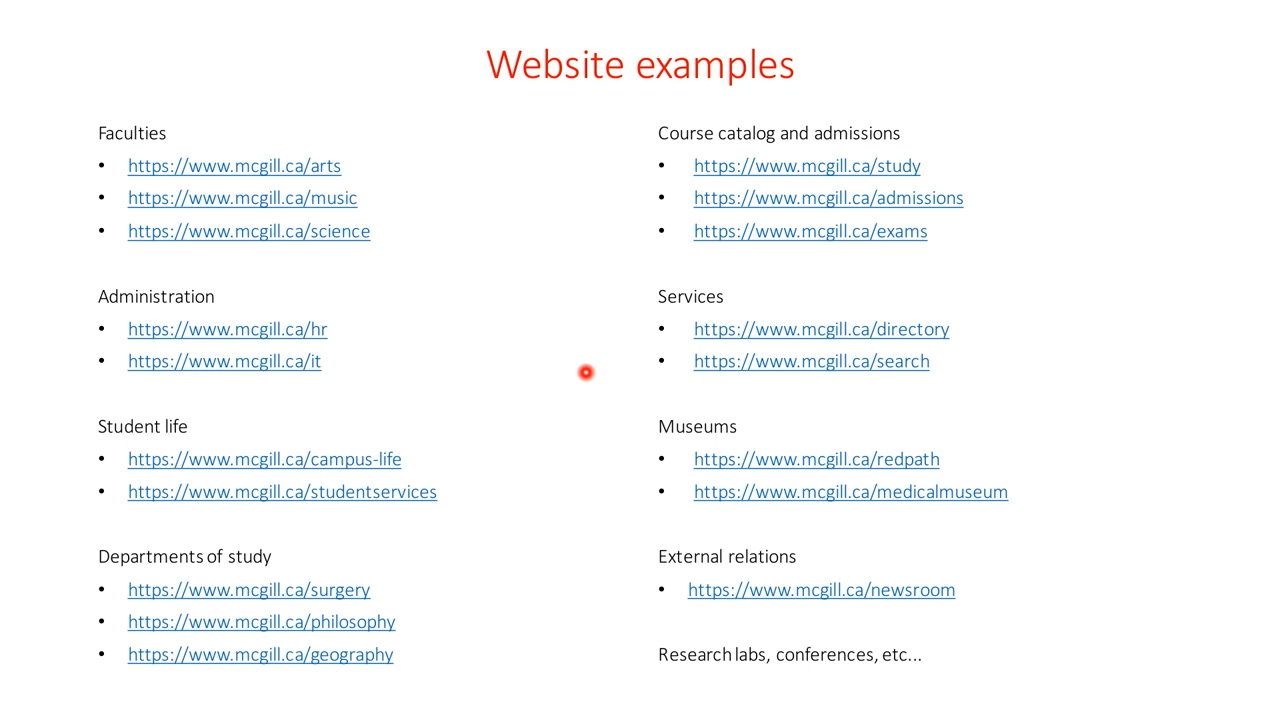 Website examples
Faculties
• https://www.mcgill.ca/arts
• https://www.mcgill.ca/music
• https://www.mcgill.ca/science
Administration
• https://www.mcgill.ca/hr
• https://www.mcgill.ca/it
Student life
• https://www.mcgill.ca/campus-life
• https://www.mcgill.ca/studentservices
Departments of study
• https://www.mcgill.ca/surgery
• https://www.mcgill.ca/philosophy
• https://www.mcgill.ca/geography
Course catalog and admissions
• https://www.mcgill.ca/study
• https://www.mcgill.ca/admissions
• https://www.mcgill.ca/exams
Services
• https://www.mcgill.ca/directory
• https://www.mcgill.ca/search
Museums
• https://www.mcgill.ca/redpath
• https://www.mcgill.ca/medicalmuseum
External relations
• https://www.mcgill.ca/newsroom
Research labs, conferences, etc...